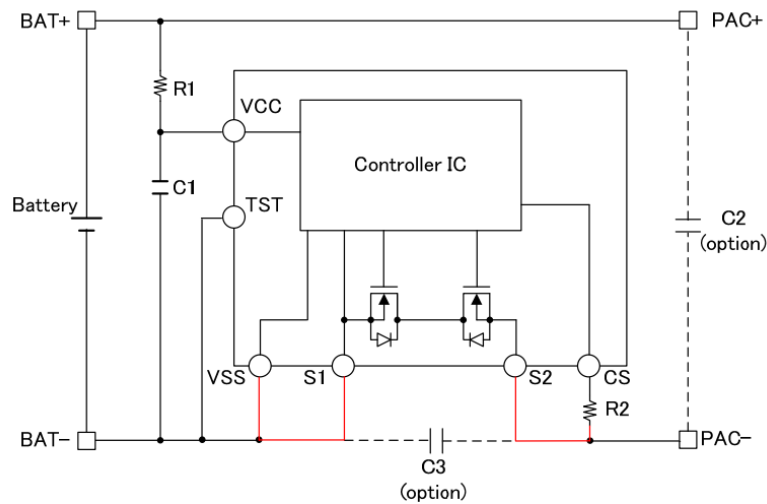 BAT+
PAC+
R1
VCC
Controller IC
C1
TST
Battery
C2
(option)
VSS
S1
S2
CS
R2
BAT-
PAC-
C3
(option)